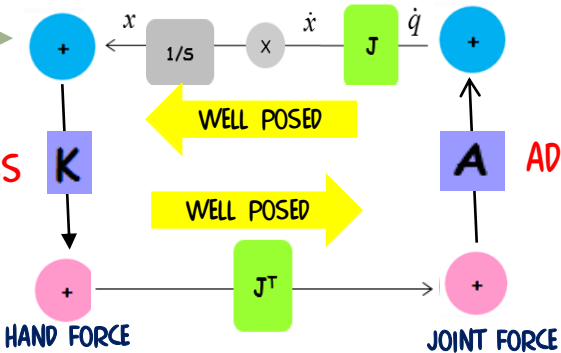 + x 1/S X ẋ J q̇ +
WELL POSED
S K A AD
WELL POSED
+ Jᵀ +
HAND FORCE JOINT FORCE